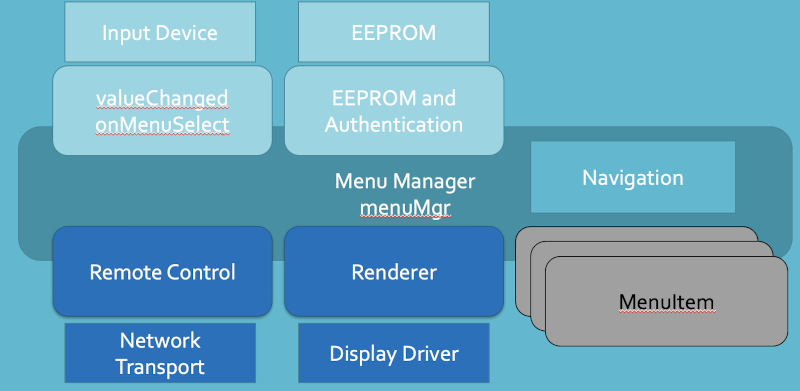 Input Device
EEPROM
valueChanged
onMenuSelect
EEPROM and
Authentication
Menu Manager
menuMgr
Navigation
Remote Control
Renderer
MenuItem
Network
Transport
Display Driver